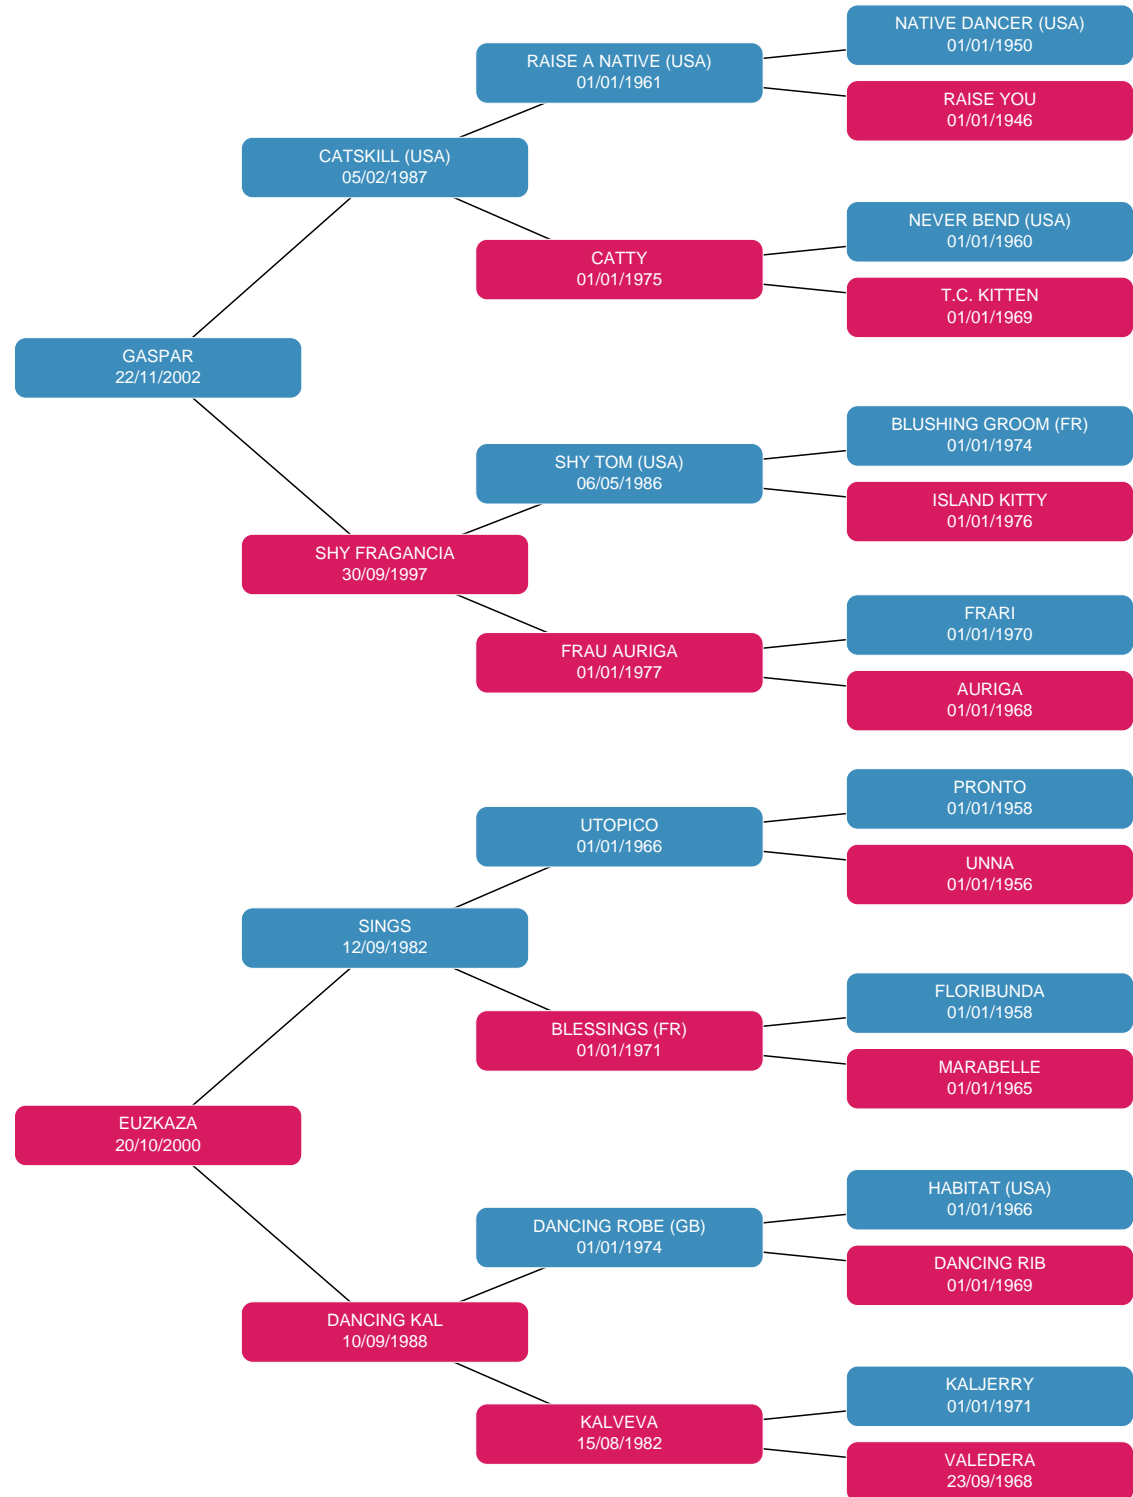 NATIVE DANCER (USA)
01/01/1950
RAISE A NATIVE (USA)
01/01/1961
RAISE YOU
01/01/1946
CATSKILL (USA)
05/02/1987
NEVER BEND (USA)
01/01/1960
CATTY
01/01/1975
T.C. KITTEN
01/01/1969
GASPAR
22/11/2002
BLUSHING GROOM (FR)
01/01/1974
SHY TOM (USA)
06/05/1986
ISLAND KITTY
01/01/1976
SHY FRAGANCIA
30/09/1997
FRARI
01/01/1970
FRAU AURIGA
01/01/1977
AURIGA
01/01/1968
PRONTO
01/01/1958
UTOPICO
01/01/1966
UNNA
01/01/1956
SINGS
12/09/1982
FLORIBUNDA
01/01/1958
BLESSINGS (FR)
01/01/1971
MARABELLE
01/01/1965
EUZKAZA
20/10/2000
HABITAT (USA)
01/01/1966
DANCING ROBE (GB)
01/01/1974
DANCING RIB
01/01/1969
DANCING KAL
10/09/1988
KALJERRY
01/01/1971
KALVEVA
15/08/1982
VALEDERA
23/09/1968